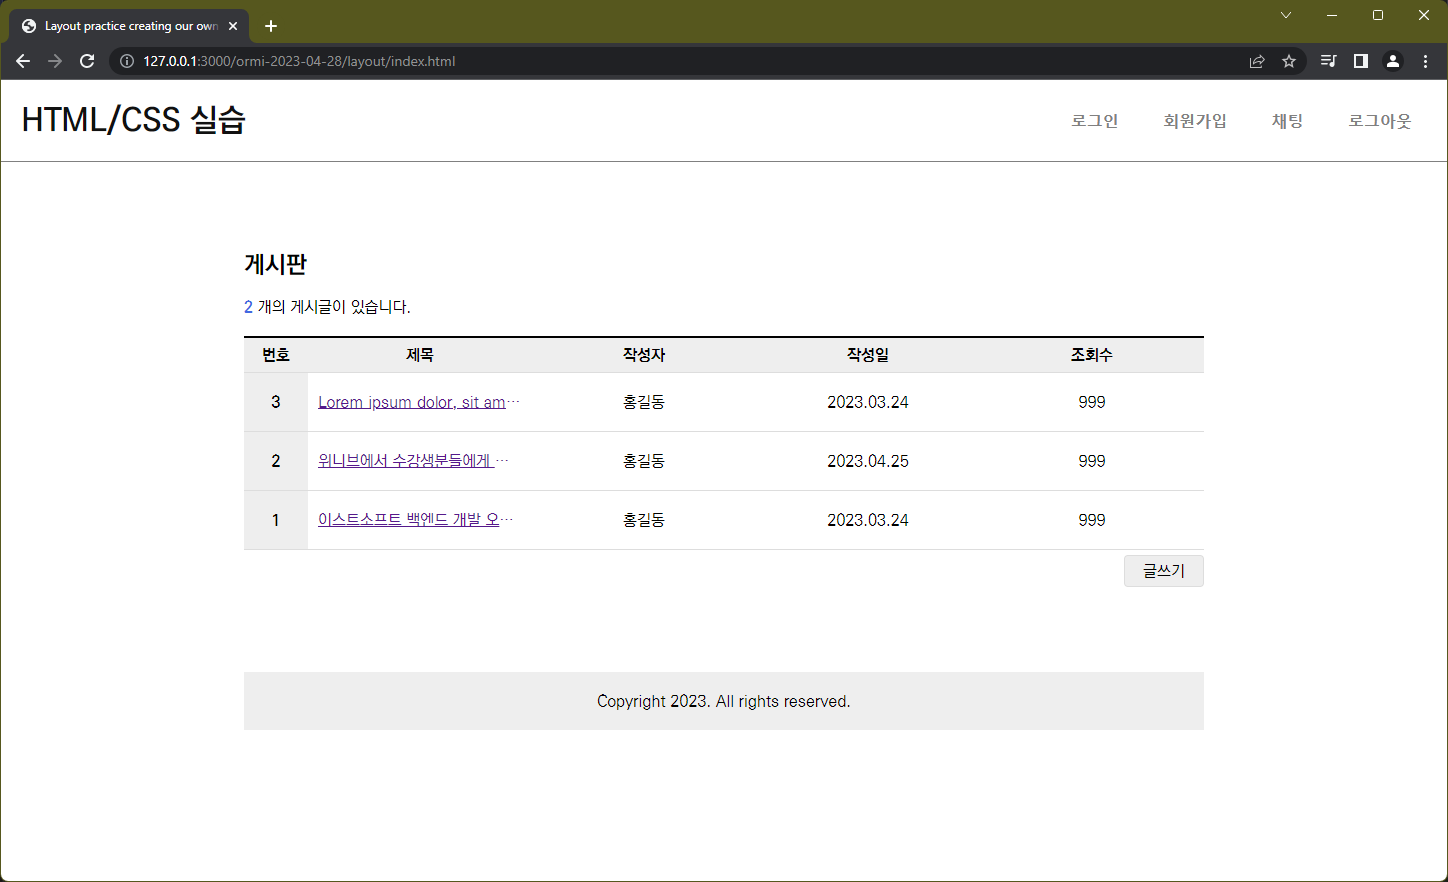 Layout practice creating our own
127.0.0.1:3000/ormi-2023-04-28/layout/index.html
HTML/CSS 실습
로그인 회원가입 채팅 로그아웃
게시판
2 개의 게시글이 있습니다.
번호 제목 작성자 작성일 조회수
3 Lorem ipsum dolor, sit am… 홍길동 2023.03.24 999
2 위니브에서 수강생분들에게 … 홍길동 2023.04.25 999
1 이스트소프트 백엔드 개발 오… 홍길동 2023.03.24 999
글쓰기
Copyright 2023. All rights reserved.